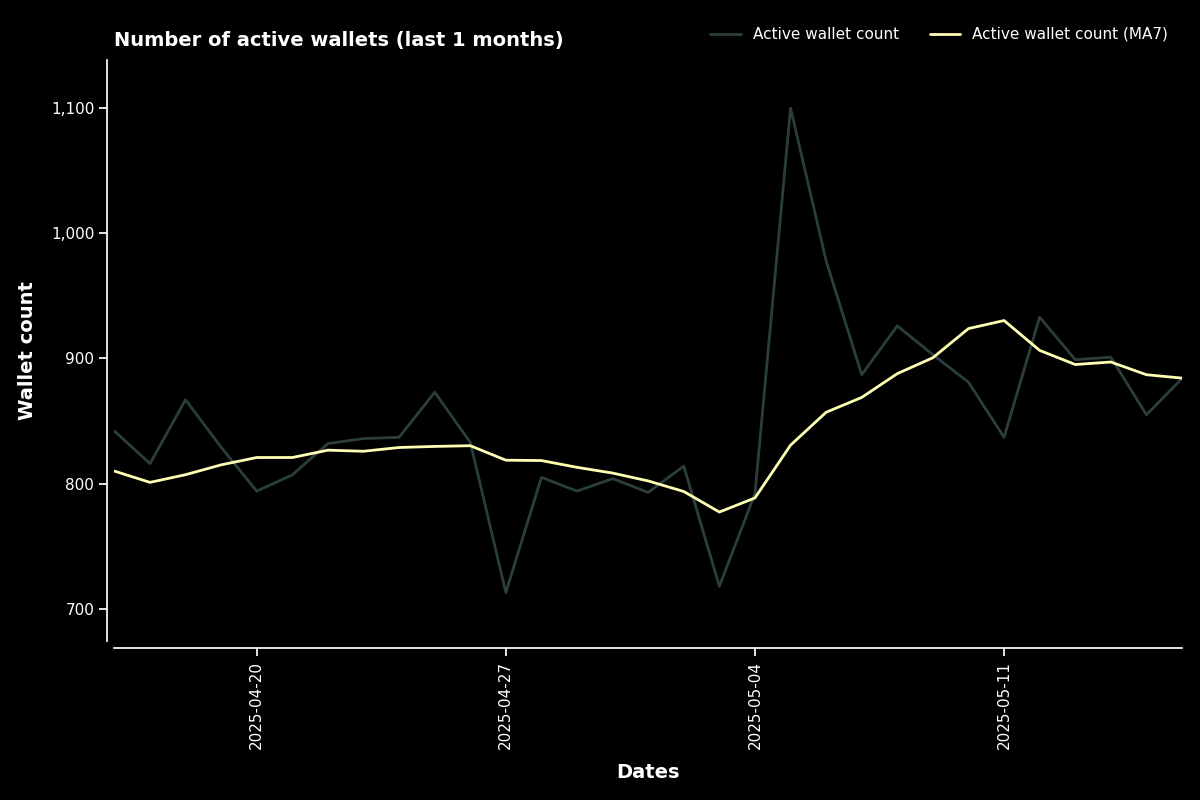 Number of active wallets (last 1 months)
Active wallet count
Active wallet count (MA7)
Wallet count
1,100
1,000
900
800
700
2025-04-20
2025-04-27
2025-05-04
2025-05-11
Dates